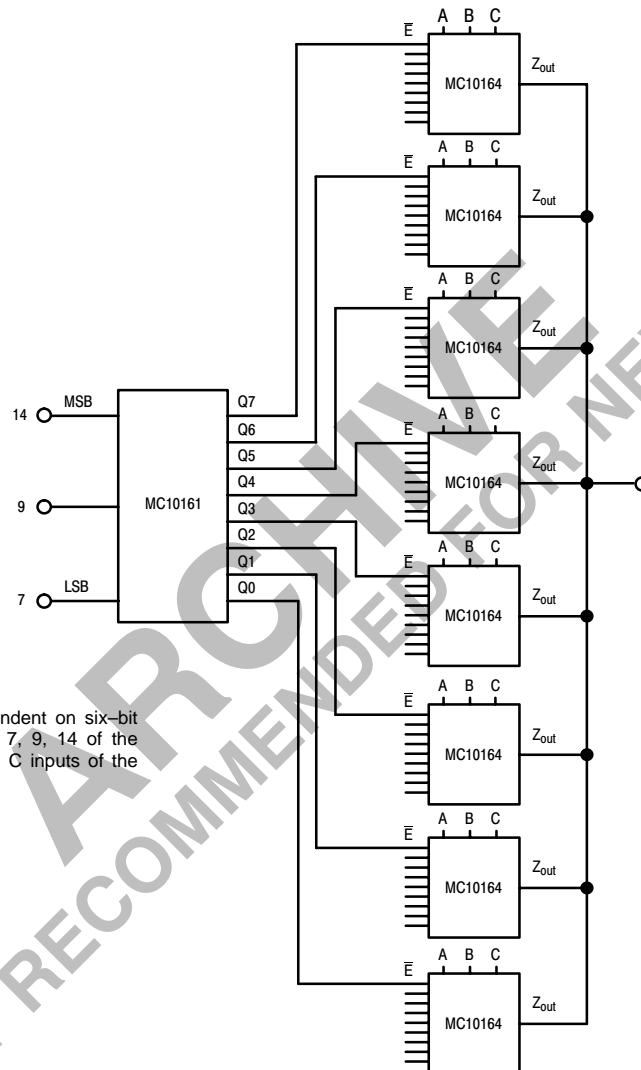 A B C
E
MC10164
Zout
A B C
E
MC10164
Zout
A B C
E
MC10164
Zout
14 MSB
9
7 LSB
MC10161
Q7
Q6
Q5
Q4
Q3
Q2
Q1
Q0
A B C
E
MC10164
Zout
A B C
E
MC10164
Zout
ndent on six–bit
7, 9, 14 of the
C inputs of the
A B C
E
MC10164
Zout
A B C
E
MC10164
Zout
A B C
E
MC10164
Zout
ARCHIVE
RECOMMENDED FOR NE